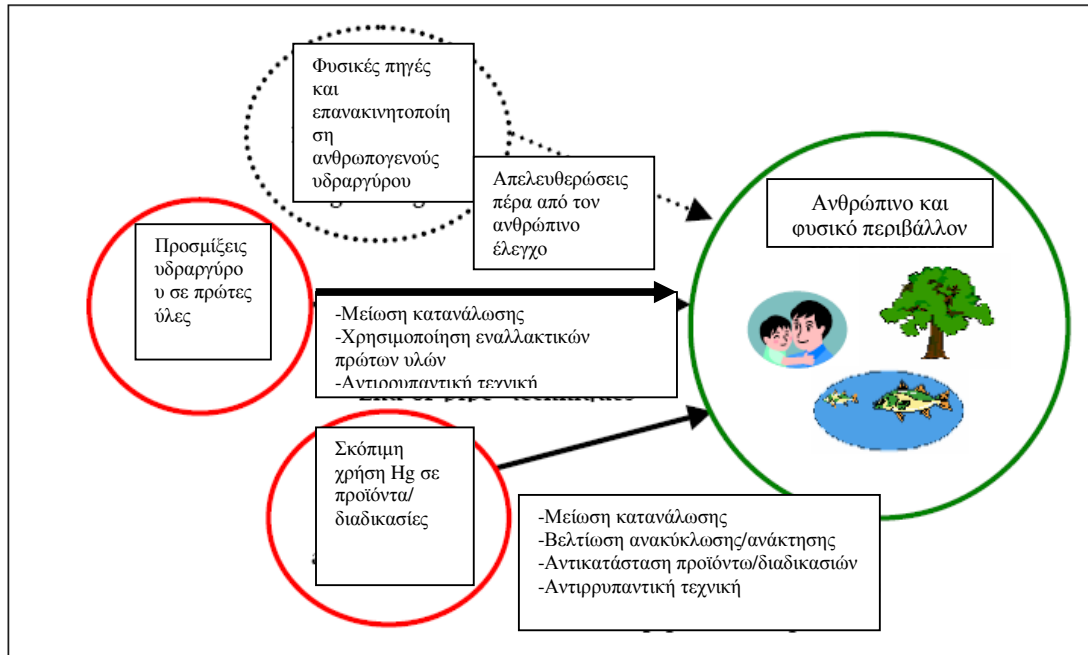 Φυσικές πηγές
και
επανακινητοποίη
ση
ανθρωπογενούς
υδραργύρου
Απελευθερώσεις
πέρα από τον
ανθρώπινο
έλεγχο
Ανθρώπινο και
φυσικό περιβάλλον
Προσμίξεις
υδραργύρο
υ σε πρώτες
ύλες
-Μείωση κατανάλωσης
-Χρησιμοποίηση εναλλακτικών
πρώτων υλών
-Αντιρρυπαντική τεχνική
Σκόπιμη
χρήση Hg σε
προϊόντα/
διαδικασίες
-Μείωση κατανάλωσης
-Βελτίωση ανακύκλωσης/ανάκτησης
-Αντικατάσταση προϊόντω/διαδικασιών
-Αντιρρυπαντική τεχνική